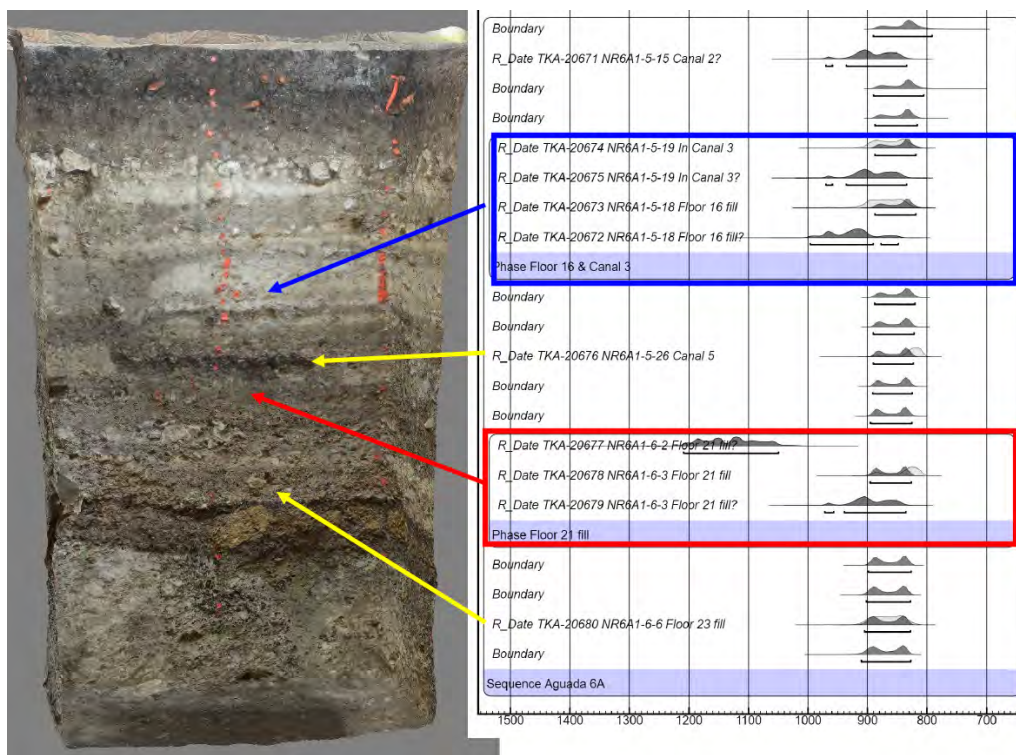 Boundary
R_Date TKA-20671 NR6A1-5-15 Canal 2?
Boundary
Boundary
R_Date TKA-20674 NR6A1-5-19 In Canal 3
R_Date TKA-20675 NR6A1-5-19 In Canal 3?
R_Date TKA-20673 NR6A1-5-18 Floor 16 fill
R_Date TKA-20672 NR6A1-5-18 Floor 16 fill?
Phase Floor 16 & Canal 3
Boundary
Boundary
R_Date TKA-20676 NR6A1-5-26 Canal 5
Boundary
Boundary
R_Date TKA-20677 NR6A1-6-2 Floor 21 fill?
R_Date TKA-20678 NR6A1-6-3 Floor 21 fill
R_Date TKA-20679 NR6A1-6-3 Floor 21 fill?
Phase Floor 21 fill
Boundary
Boundary
R_Date TKA-20680 NR6A1-6-6 Floor 23 fill
Boundary
Sequence Aguada 6A
1500 1400 1300 1200 1100 1000 900 800 700